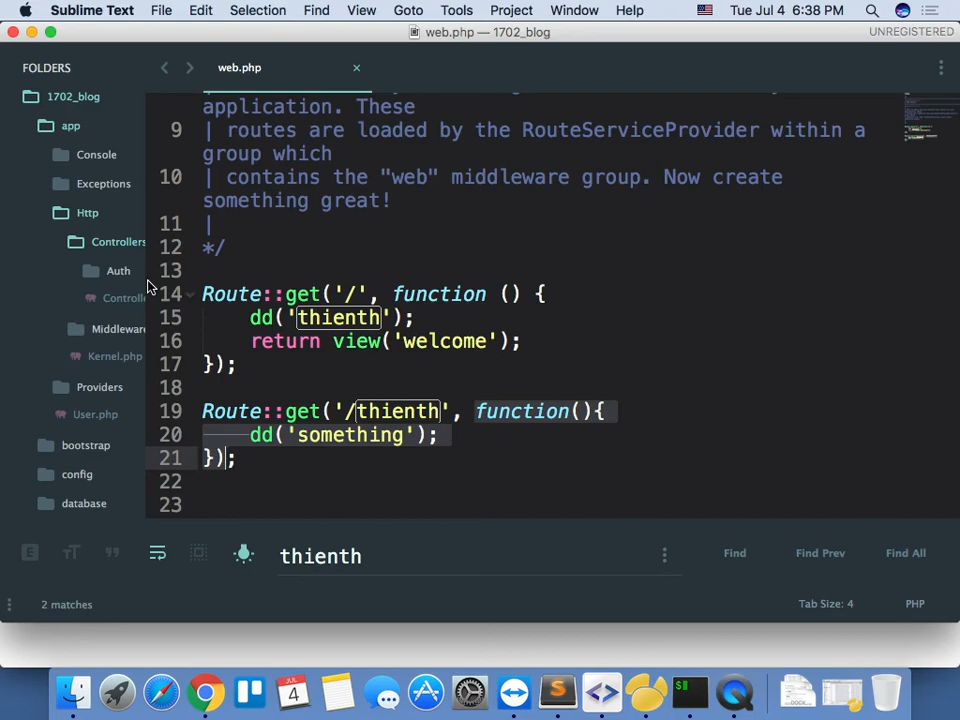 Sublime Text File Edit Selection Find View Goto Tools Project Window Help Tue Jul 4 6:38 PM
web.php — 1702_blog UNREGISTERED
FOLDERS
web.php ×
1702_blog
app
Console
Exceptions
Http
Controllers
Auth
Controlle
Middleware
Kernel.php
Providers
User.php
bootstrap
config
database
application. These
9 | routes are loaded by the RouteServiceProvider within a
group which
10 | contains the "web" middleware group. Now create
something great!
11 |
12 */
13
14 Route::get('/', function () {
15 dd('thienth');
16 return view('welcome');
17 });
18
19 Route::get('/thienth', function(){
20 dd('something');
21 });
22
23
thienth Find Find Prev Find All
2 matches Tab Size: 4 PHP
4